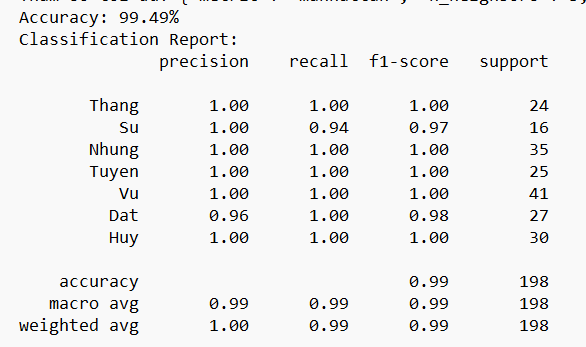 Accuracy: 99.49%
Classification Report:
precision recall f1-score support
Thang 1.00 1.00 1.00 24
Su 1.00 0.94 0.97 16
Nhung 1.00 1.00 1.00 35
Tuyen 1.00 1.00 1.00 25
Vu 1.00 1.00 1.00 41
Dat 0.96 1.00 0.98 27
Huy 1.00 1.00 1.00 30
accuracy 0.99 198
macro avg 0.99 0.99 0.99 198
weighted avg 1.00 0.99 0.99 198